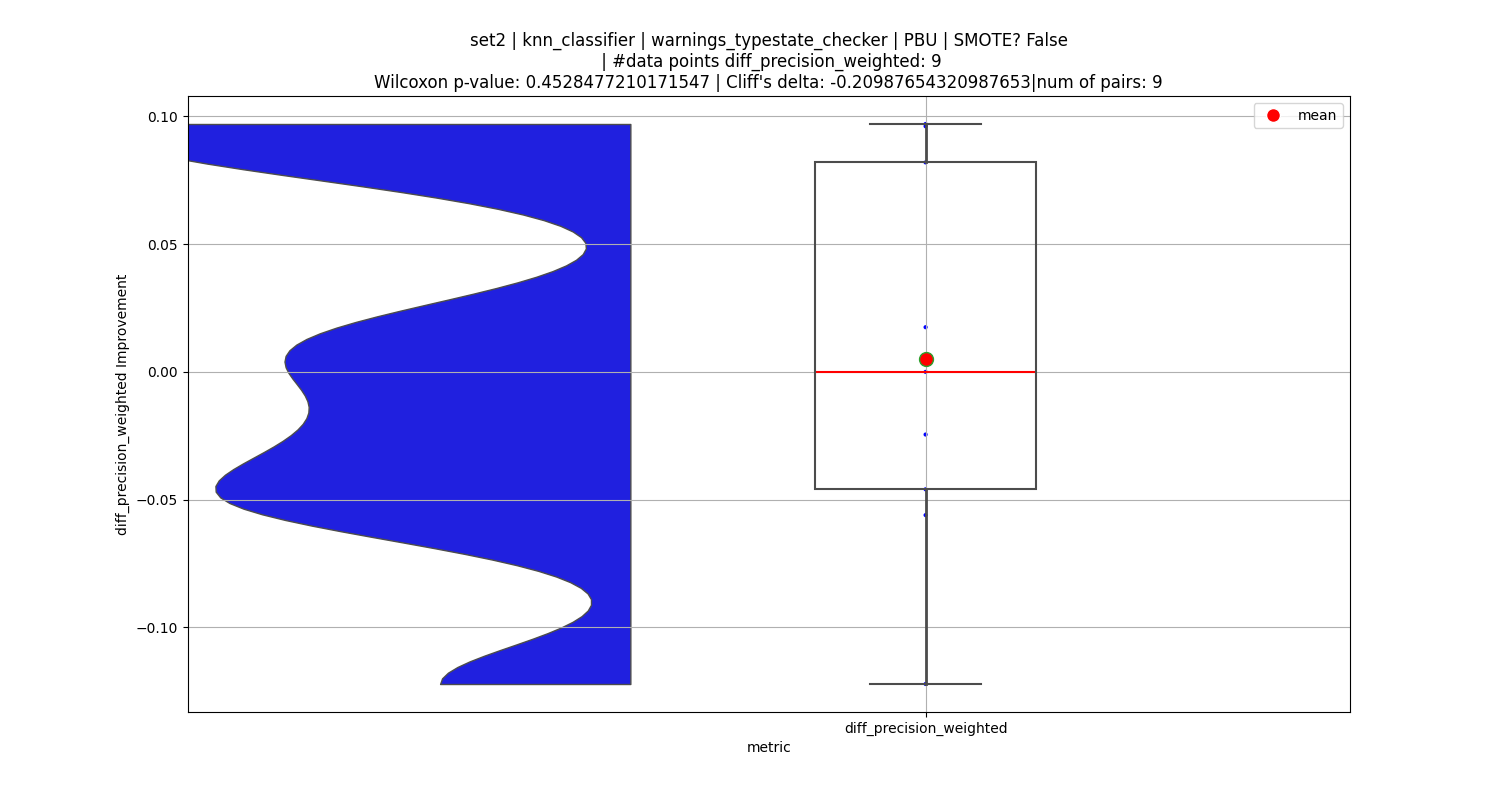 set2 | knn_classifier | warnings_typestate_checker | PBU | SMOTE? False
| #data points diff_precision_weighted: 9
Wilcoxon p-value: 0.4528477210171547 | Cliff's delta: -0.20987654320987653|num of pairs: 9
mean
0.10
0.05
0.00
−0.05
−0.10
diff_precision_weighted Improvement
diff_precision_weighted
metric